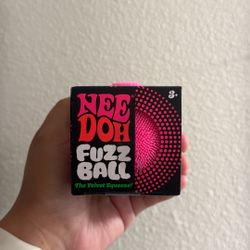 3+
NEE
DOH
FUZZ
BALL
The Velvet Squeeze!